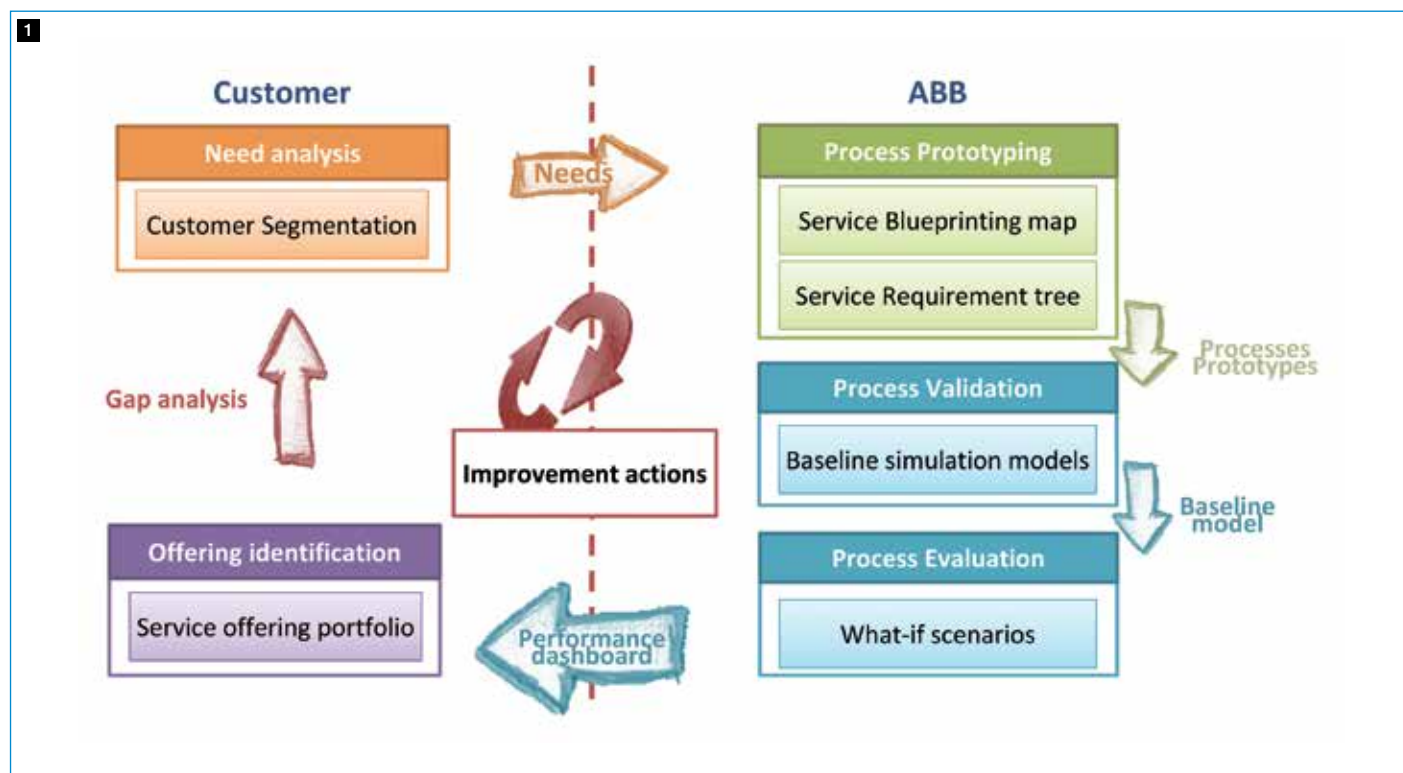 1
Customer
ABB
Need analysis
Customer Segmentation
Needs
Process Prototyping
Service Blueprinting map
Service Requirement tree
Processes
Prototypes
Gap analysis
Improvement actions
Process Validation
Baseline simulation models
Baseline
model
Offering identification
Service offering portfolio
Performance
dashboard
Process Evaluation
What-if scenarios